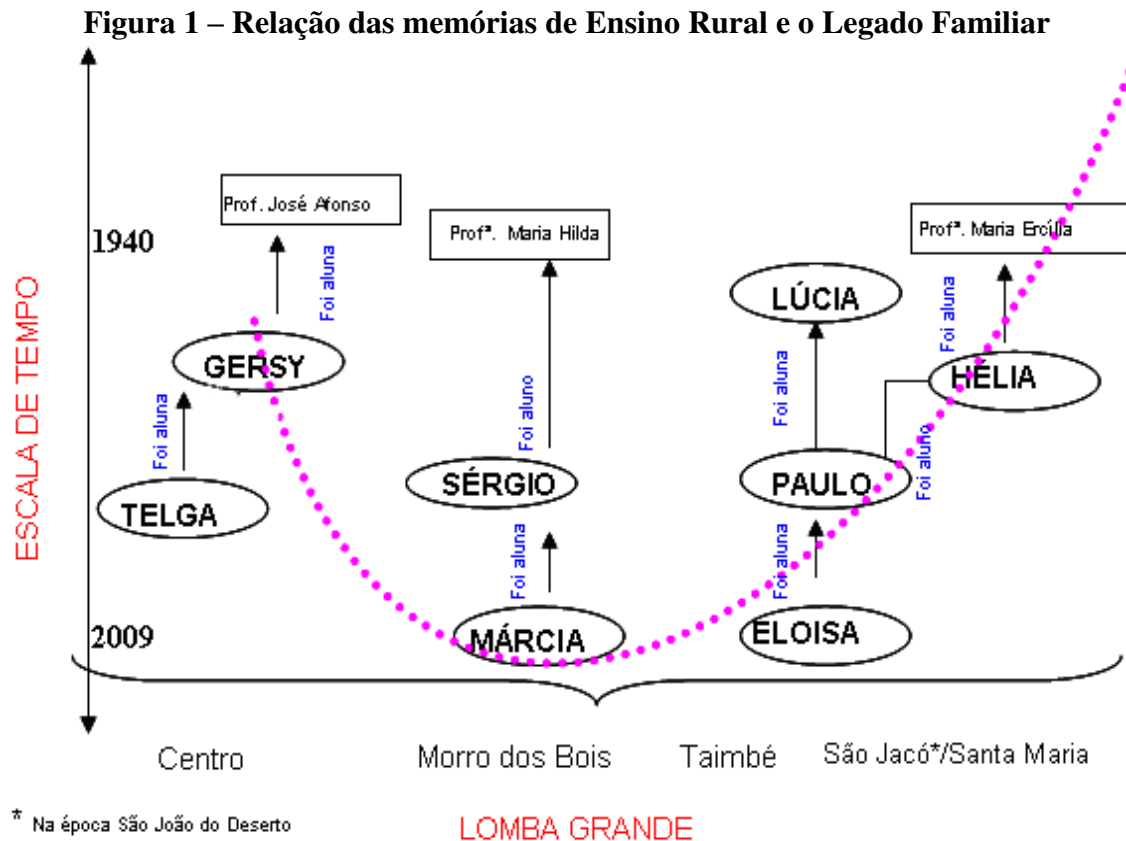 Figura 1 – Relação das memórias de Ensino Rural e o Legado Familiar
ESCALA DE TEMPO
1940
2009
Prof. José Afonso
Foi aluna
GERSY
Foi aluna
TELGA
Profª. Maria Hilda
Foi aluno
SÉRGIO
Foi aluna
MÁRCIA
LÚCIA
Foi aluna
PAULO
Foi aluna
ELOISA
Profª. Maria Ercília
Foi aluna
HÉLIA
Foi aluno
Centro
Morro dos Bois
Taimbé
São Jacó*/Santa Maria
* Na época São João do Deserto
LOMBA GRANDE